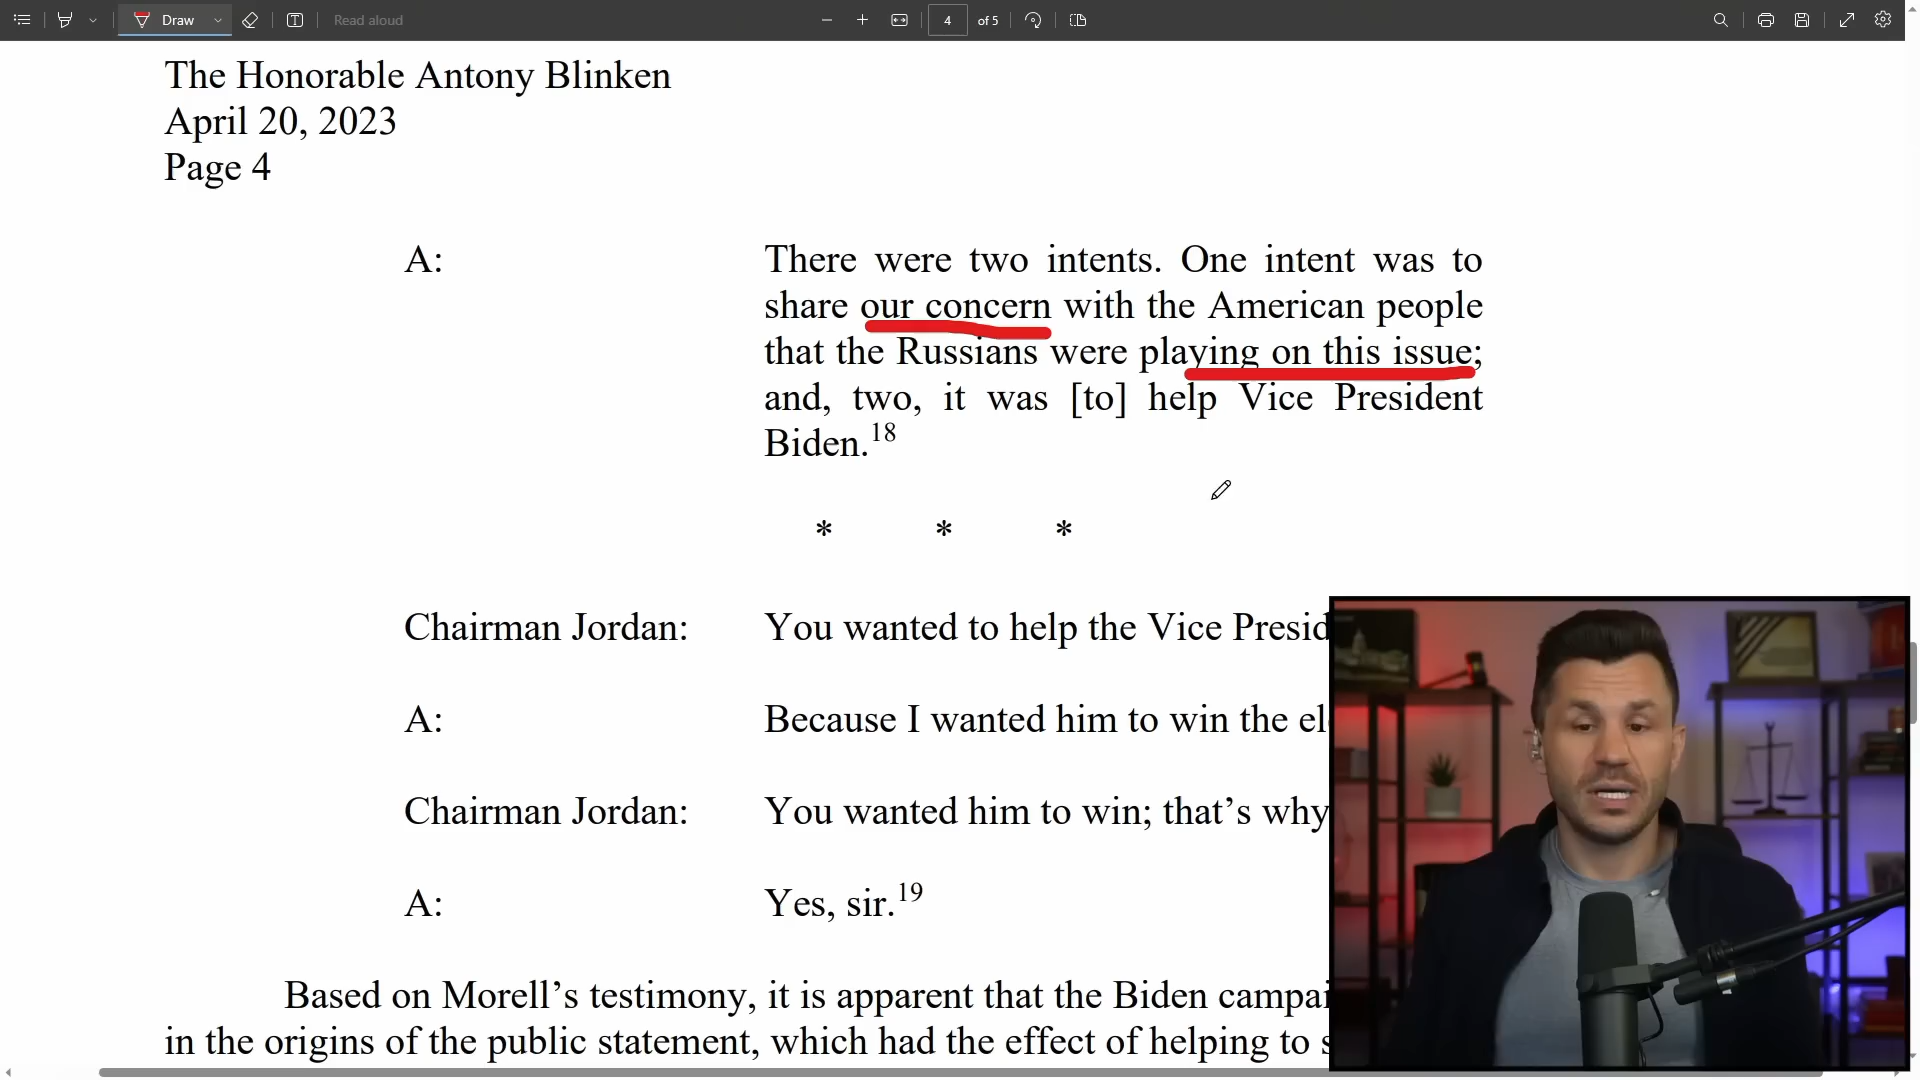 Draw
Read aloud
4 of 5
The Honorable Antony Blinken
April 20, 2023
Page 4
A: There were two intents. One intent was to
share our concern with the American people
that the Russians were playing on this issue;
and, two, it was [to] help Vice President
Biden.18
* * *
Chairman Jordan: You wanted to help the Vice Presid
A: Because I wanted him to win the el
Chairman Jordan: You wanted him to win; that’s why
A: Yes, sir.19
Based on Morell’s testimony, it is apparent that the Biden campai
in the origins of the public statement, which had the effect of helping to s